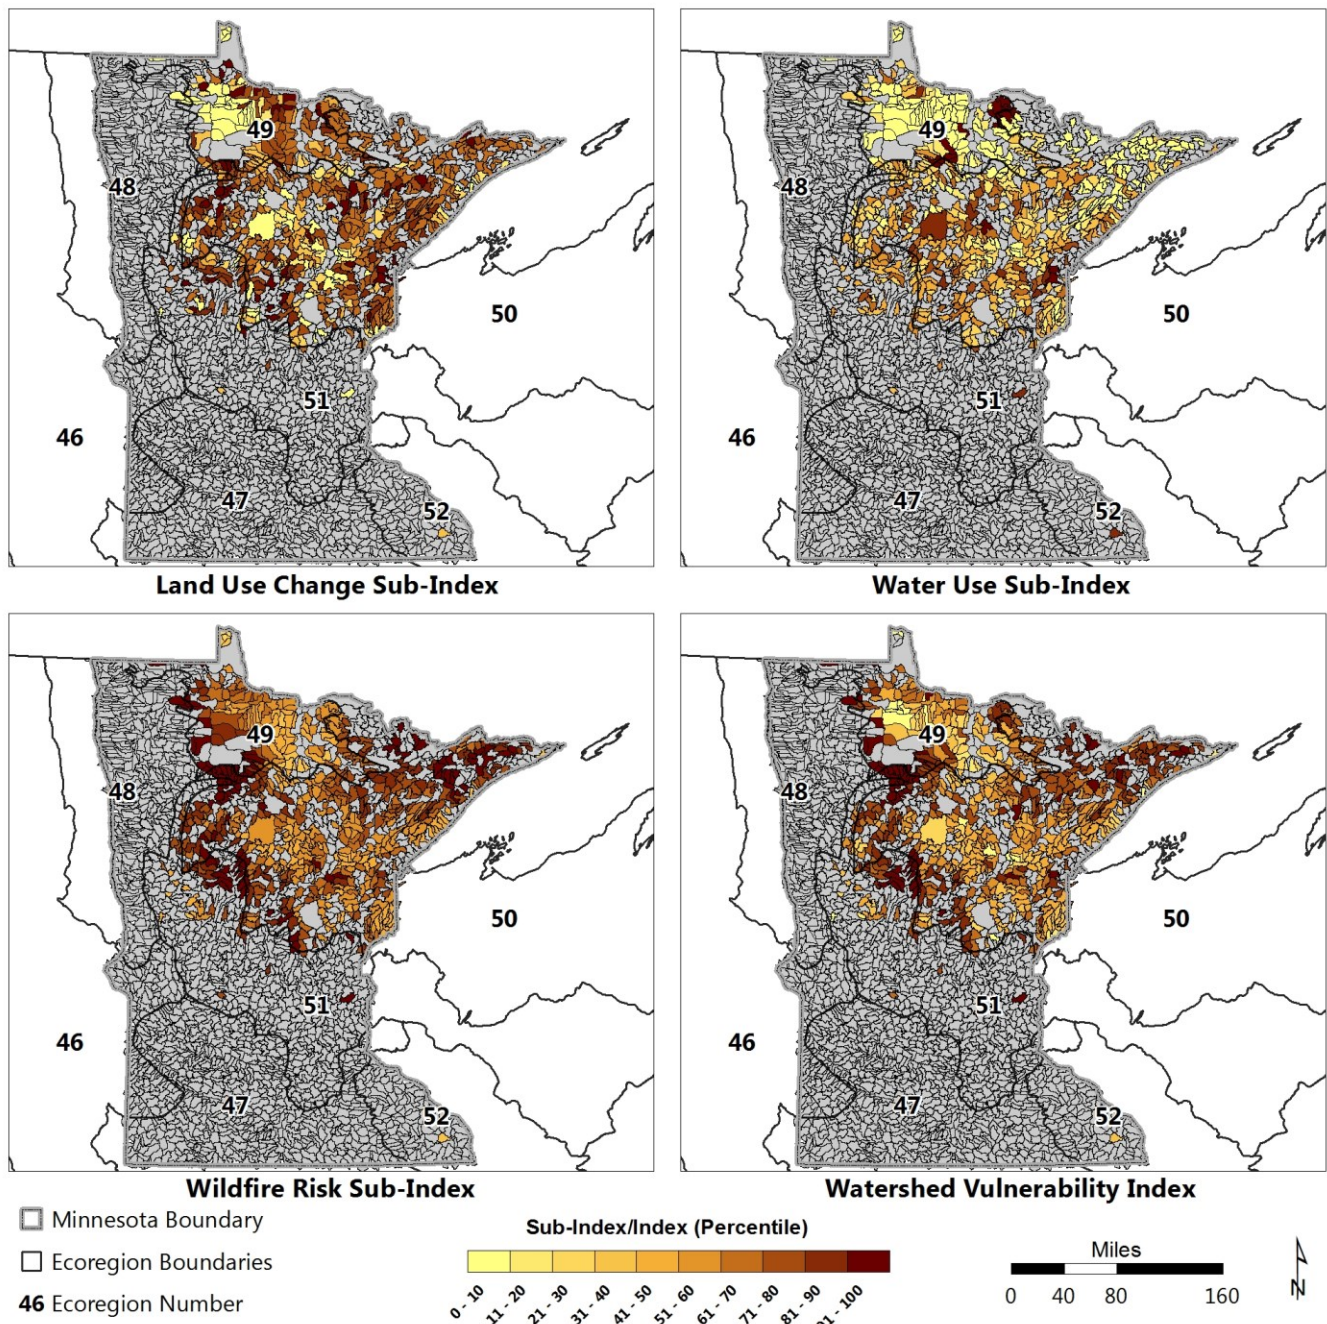 49
48
50
51
46
47
52
Land Use Change Sub-Index
49
48
50
51
46
47
52
Water Use Sub-Index
49
48
50
51
46
47
52
Wildfire Risk Sub-Index
49
48
50
51
46
47
52
Watershed Vulnerability Index
Minnesota Boundary
Ecoregion Boundaries
46 Ecoregion Number
Sub-Index/Index (Percentile)
0 - 10
11 - 20
21 - 30
31 - 40
41 - 50
51 - 60
61 - 70
71 - 80
81 - 90
91 - 100
Miles
0 40 80 160
N